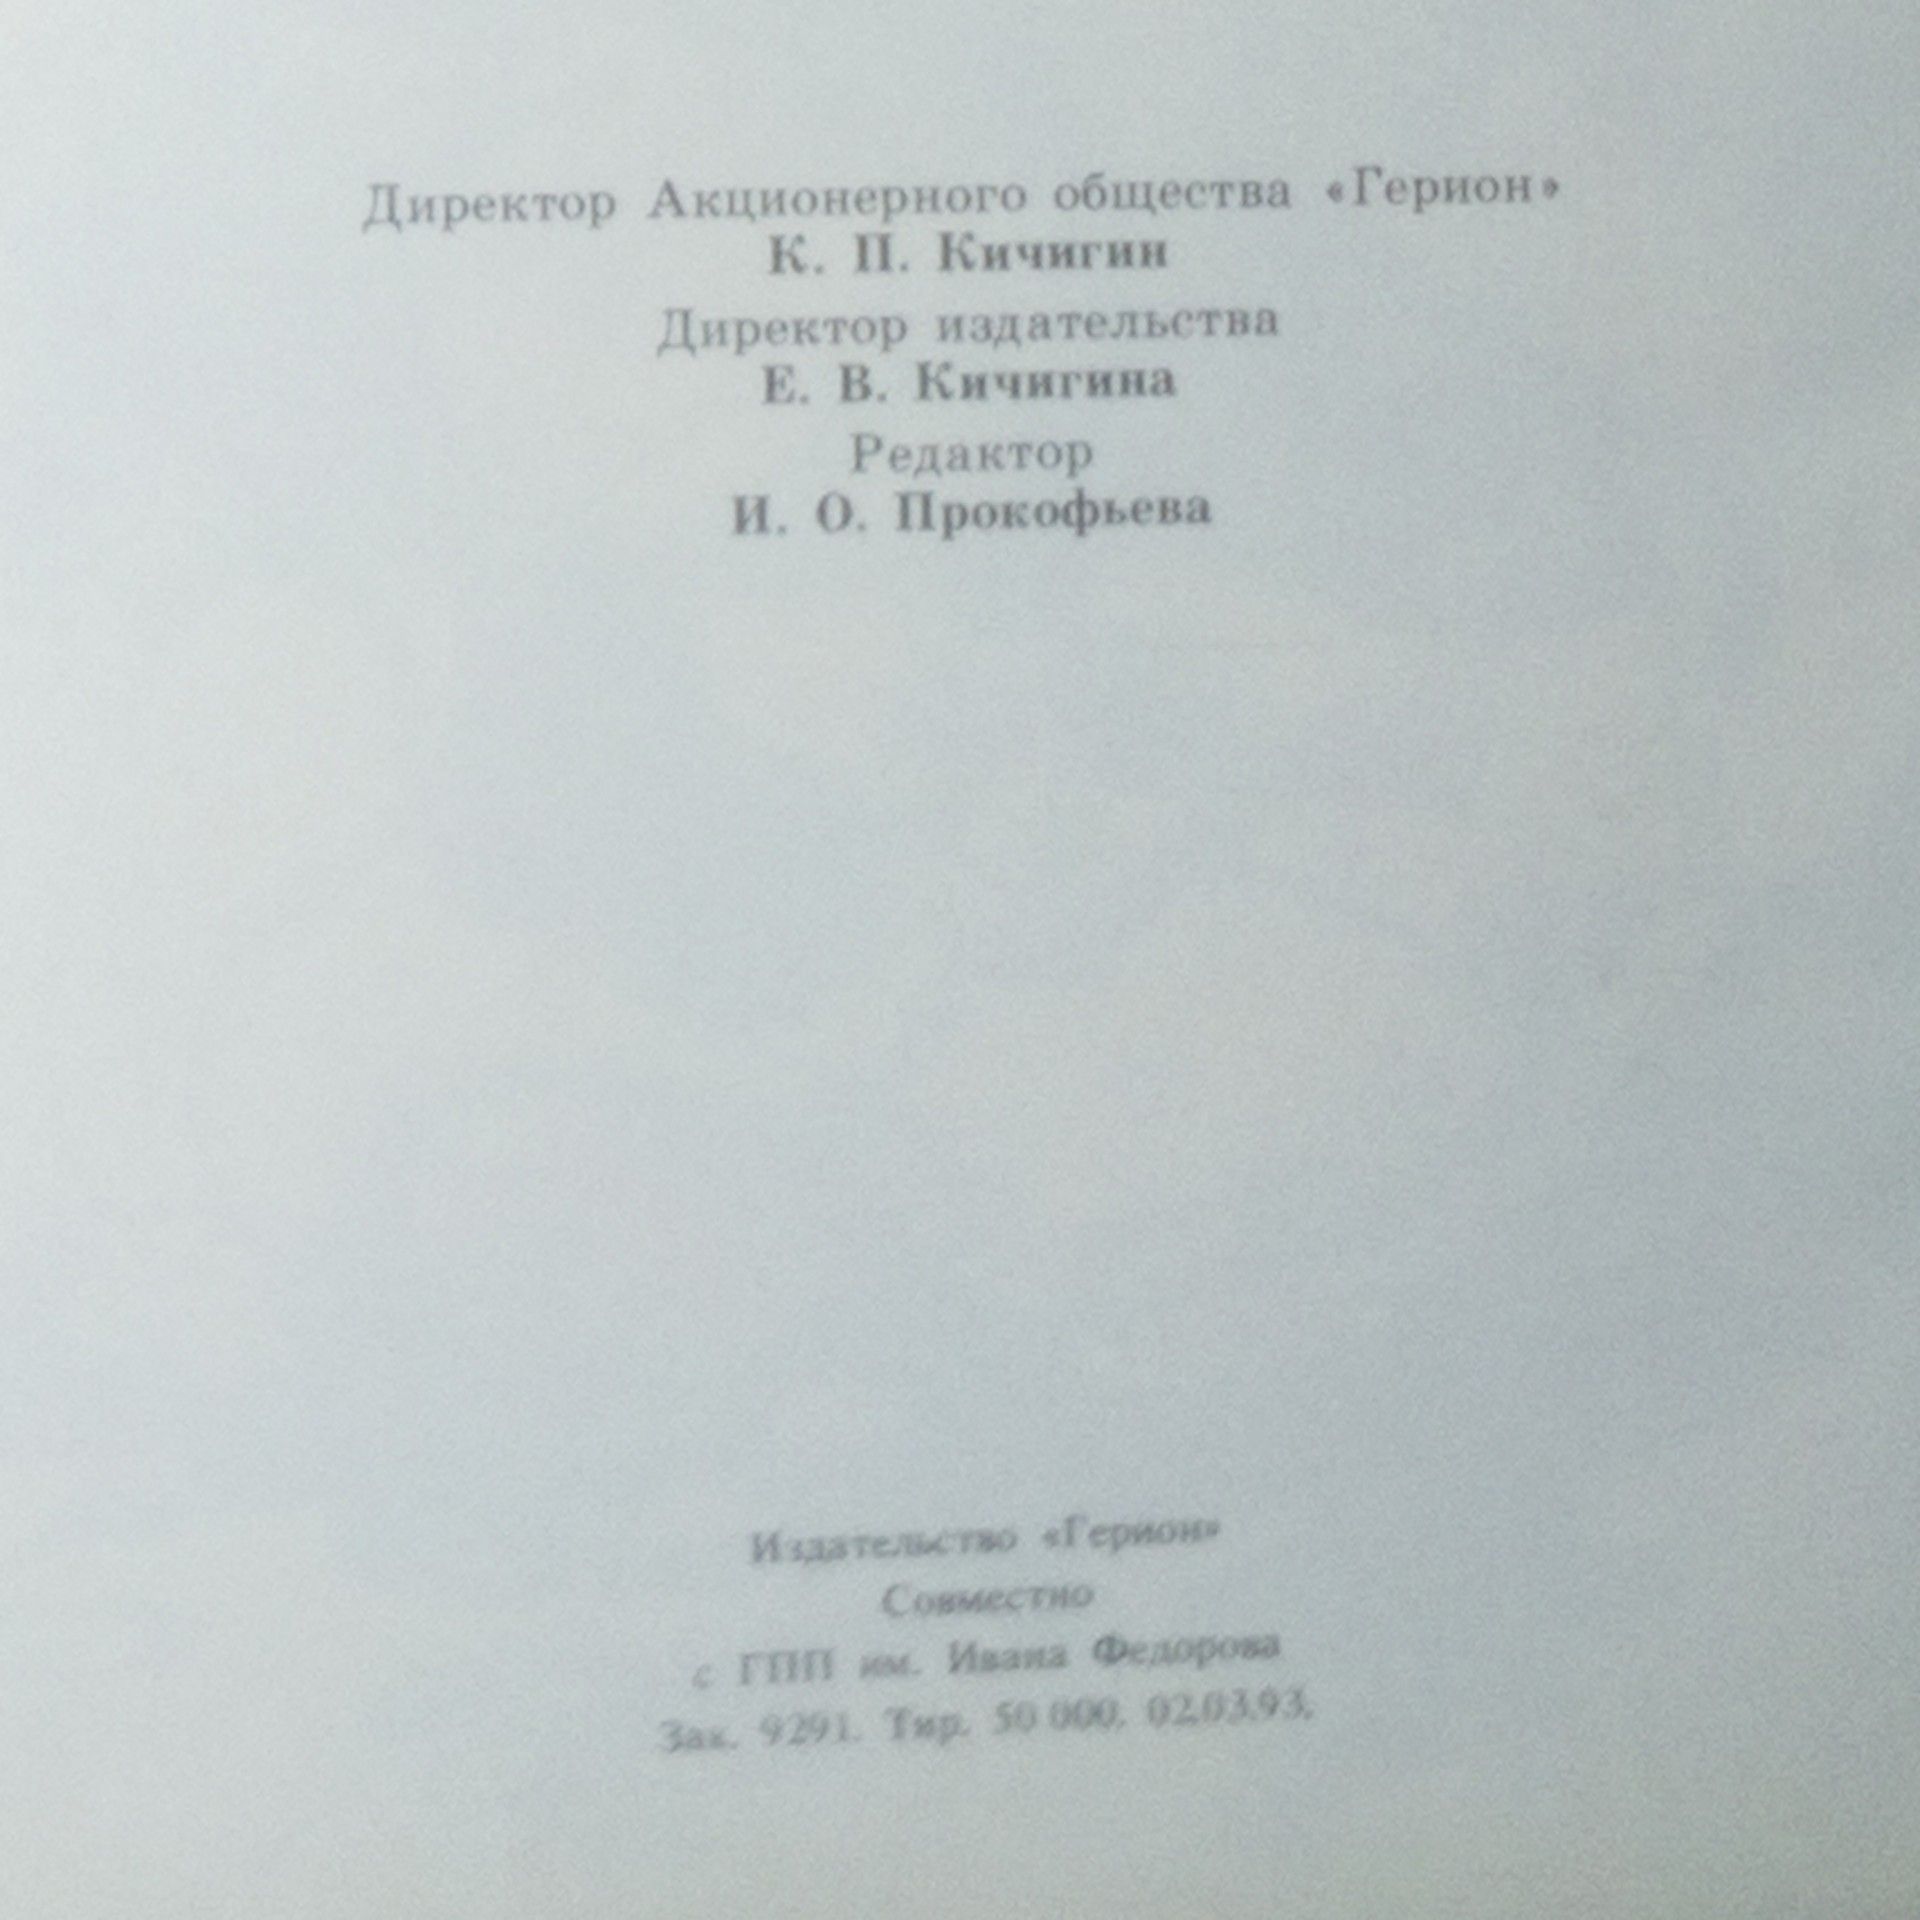 Директор Акционерного общества «Герион»
К. П. Кичигин
Директор издательства
Е. В. Кичигина
Редактор
И. О. Прокофьева
Издательство «Герион»
Совместно
с ГПП им. Ивана Федорова
Зак. 9291. Тир. 50 000. 02.03.93.